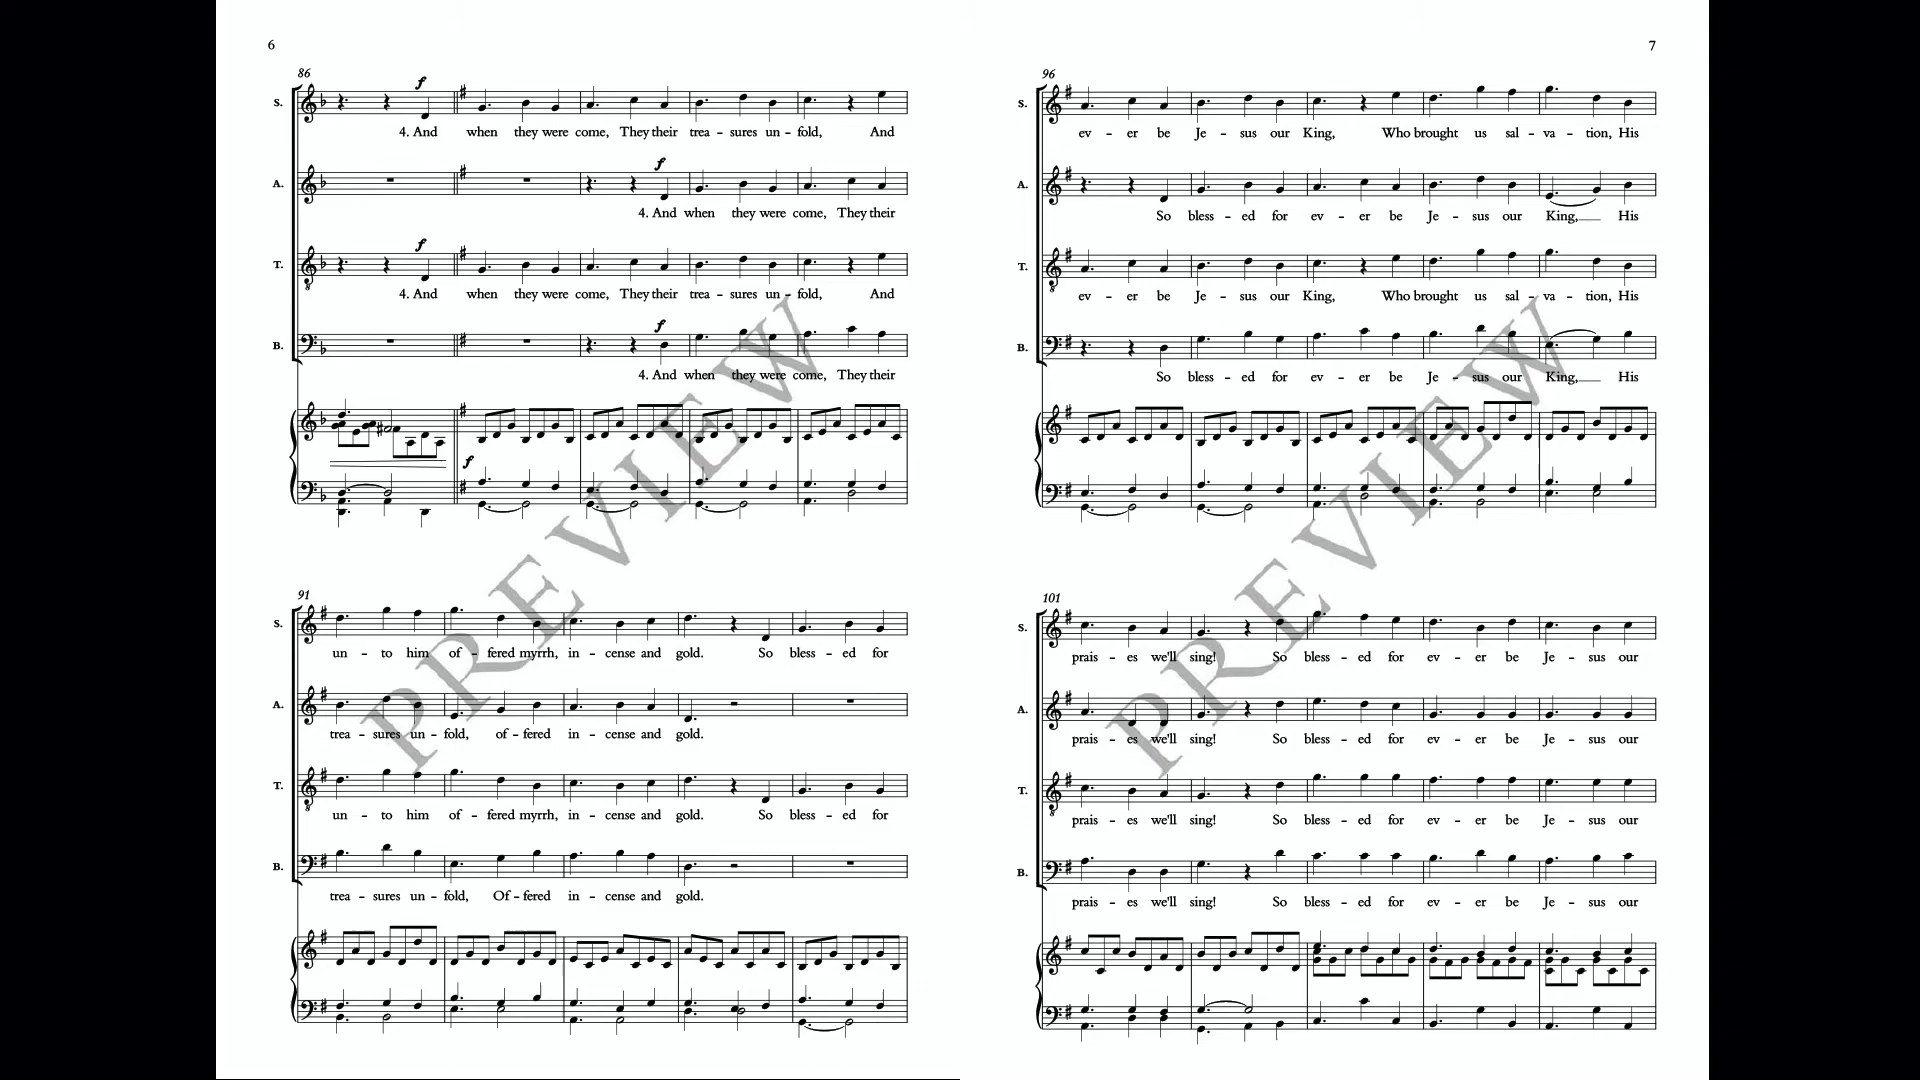 6
86
f
S.
4. And when they were come, They their trea – sures un – fold, And
f
A.
4. And when they were come, They their
f
T.
4. And when they were come, They their trea – sures un – fold, And
f
B.
4. And when they were come, They their
f
91
S.
un – to him of – fered myrrh, in – cense and gold. So bless – ed for
A.
trea – sures un – fold, of – fered in – cense and gold.
T.
un – to him of – fered myrrh, in – cense and gold. So bless – ed for
B.
trea – sures un – fold, Of – fered in – cense and gold.
PREVIEW
7
96
S.
ev – er be Je – sus our King, Who brought us sal – va – tion, His
A.
So bless – ed for ev – er be Je – sus our King, His
T.
ev – er be Je – sus our King, Who brought us sal – va – tion, His
B.
So bless – ed for ev – er be Je – sus our King, His
101
S.
prais – es we'll sing! So bless – ed for ev – er be Je – sus our
A.
prais – es we'll sing! So bless – ed for ev – er be Je – sus our
T.
prais – es we'll sing! So bless – ed for ev – er be Je – sus our
B.
prais – es we'll sing! So bless – ed for ev – er be Je – sus our
PREVIEW